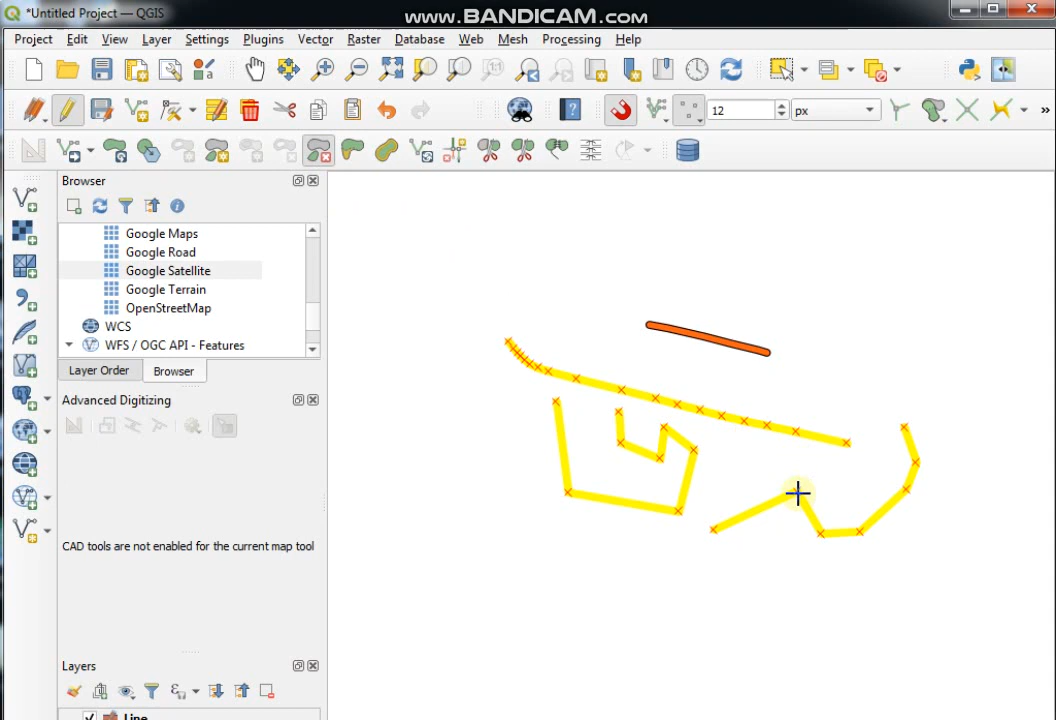 *Untitled Project — QGIS
www.BANDICAM.com
Project Edit View Layer Settings Plugins Vector Raster Database Web Mesh Processing Help
1:1
12 px »
Browser
Google Maps
Google Road
Google Satellite
Google Terrain
OpenStreetMap
WCS
WFS / OGC API - Features
Layer Order Browser
Advanced Digitizing
CAD tools are not enabled for the current map tool
Layers
Line